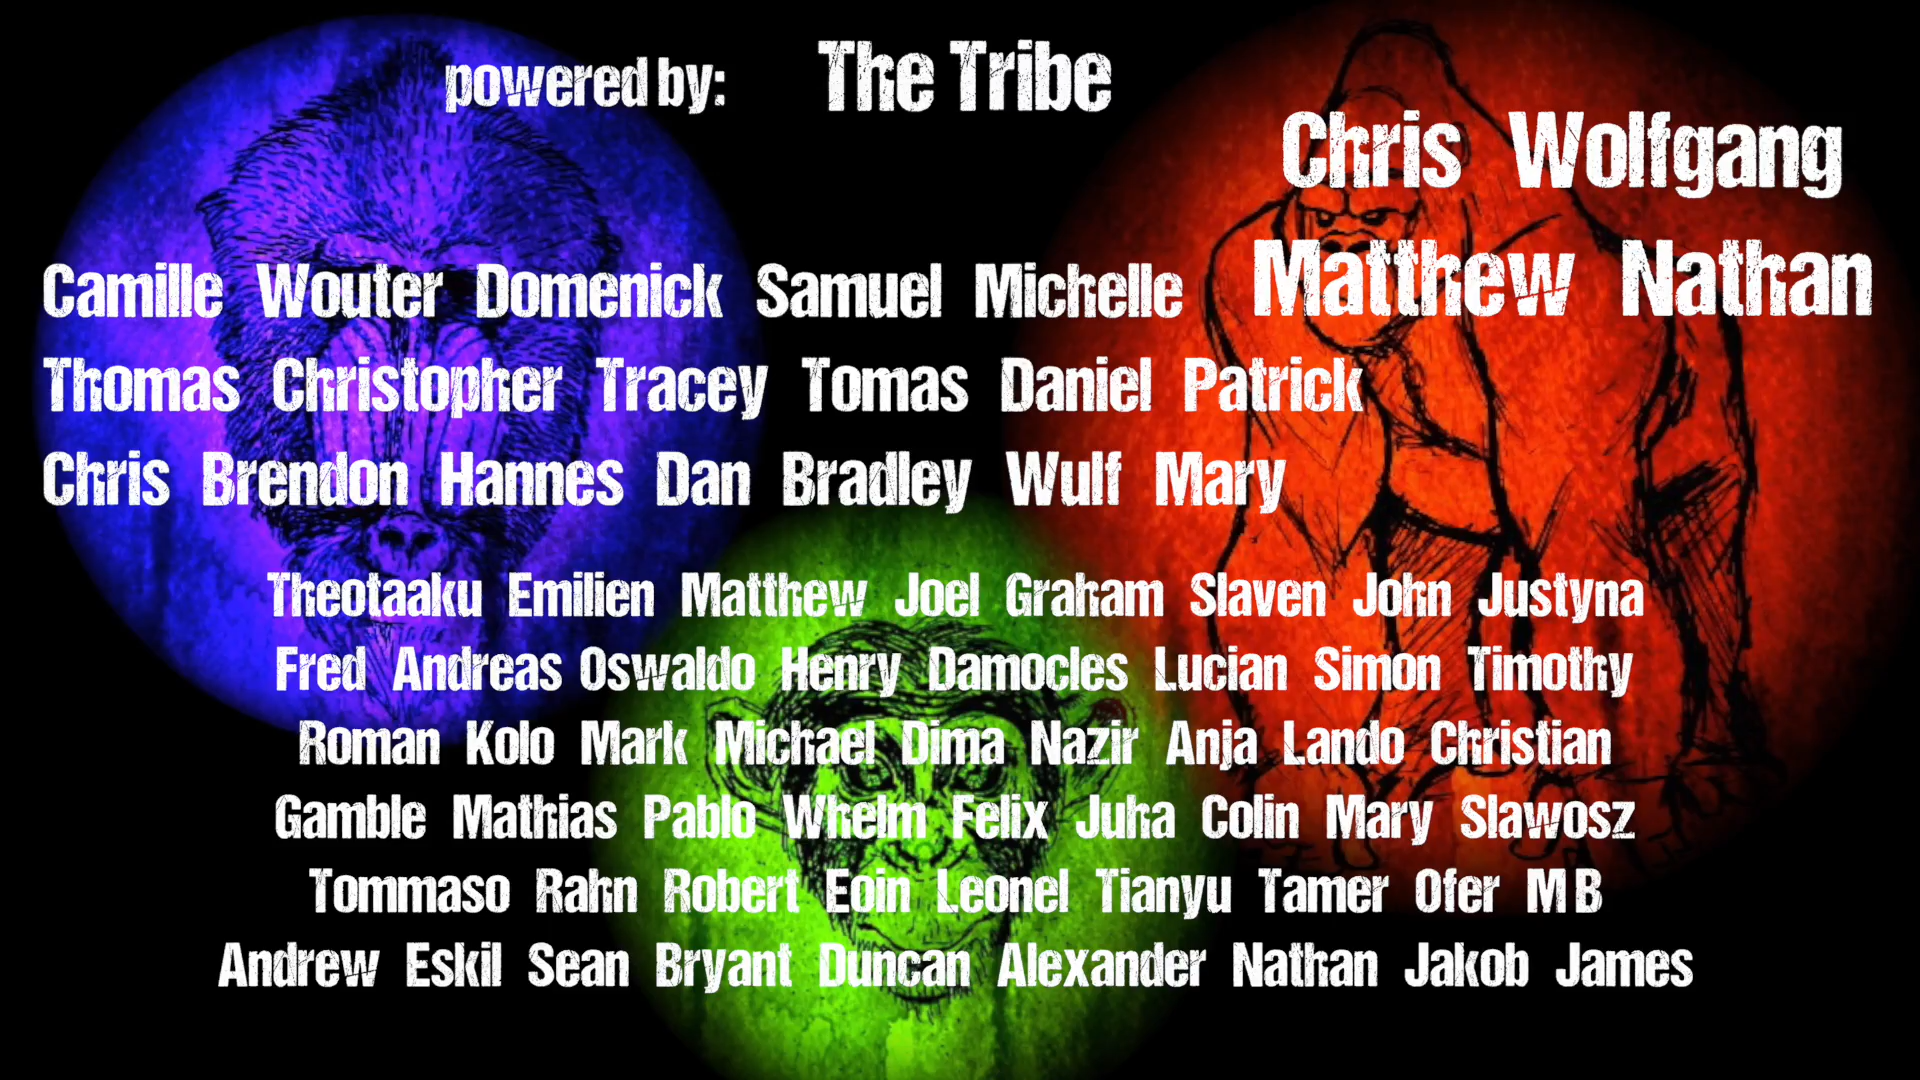 powered by: The Tribe
Chris Wolfgang
Matthew Nathan
Camille Wouter Domenick Samuel Michelle
Thomas Christopher Tracey Tomas Daniel Patrick
Chris Brendon Hannes Dan Bradley Wulf Mary
Theotaaku Emilien Matthew Joel Graham Slaven John Justyna
Fred Andreas Oswaldo Henry Damocles Lucian Simon Timothy
Roman Kolo Mark Michael Dima Nazir Anja Lando Christian
Gamble Mathias Pablo Whelm Felix Juha Colin Mary Slawosz
Tommaso Rahn Robert Eoin Leonel Tianyu Tamer Ofer M B
Andrew Eskil Sean Bryant Duncan Alexander Nathan Jakob James